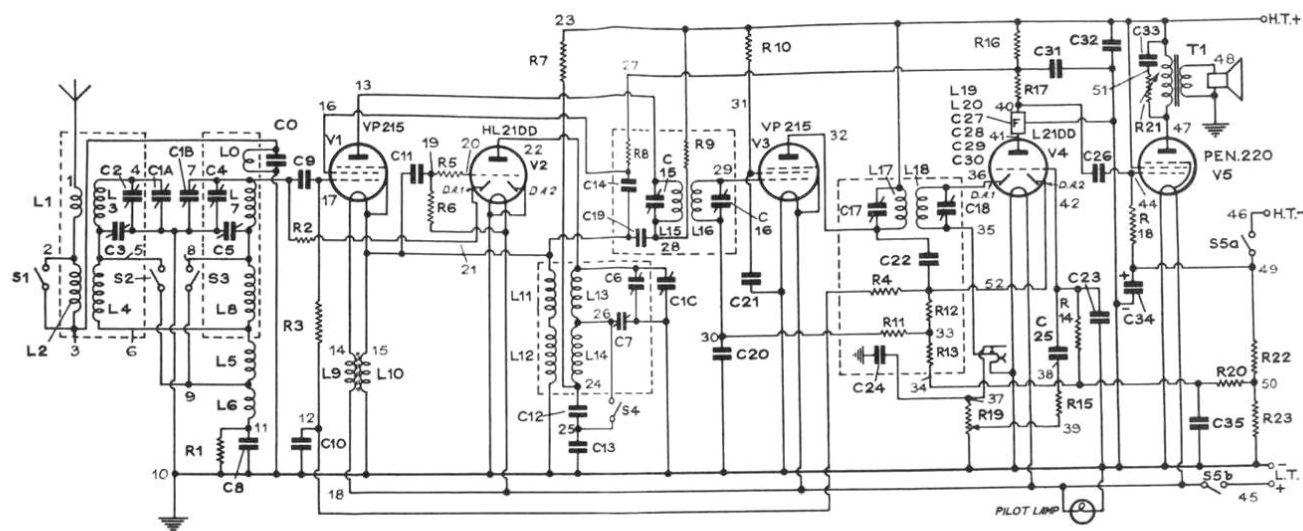 23
H.T.+
R7
R10
R16
C31
C32
C33
T1
48
27
13
16
V1
VP215
HL21DD
22
V2
R8
R9
31
V3
VP215
32
R17
51
R21
47
L19
L20
C27
C28
C29
C30
40
F
41
L21DD
V4
C26
PEN.220
V5
CO
LO
C1B
C2
4
C1A
7
C4
C9
C11
19
R5
20
D.A.1
D.A.2
C14
C
15
29
L17
L18
36
D.A.1
D.A.2
42
44
1
L1
3
L
7
17
R6
C19
L15
L16
C
16
C17
C18
35
R
18
46
H.T.-
S5a
2
C3
5
S2
8
S3
C5
R2
21
28
C22
49
S1
L4
L8
L11
L13
C6
C1C
C21
R4
52
R12
R
14
C23
+
-
C34
L2
3
6
R3
14
15
26
C7
30
R11
33
C
25
L5
L9
L10
L12
L14
C20
R13
38
R22
9
24
C24
34
R20
50
L6
12
C12
S4
37
R19
R15
R1
11
C10
25
C13
39
C35
R23
10
C8
-
L.T.
18
S5b
+
45
PILOT LAMP